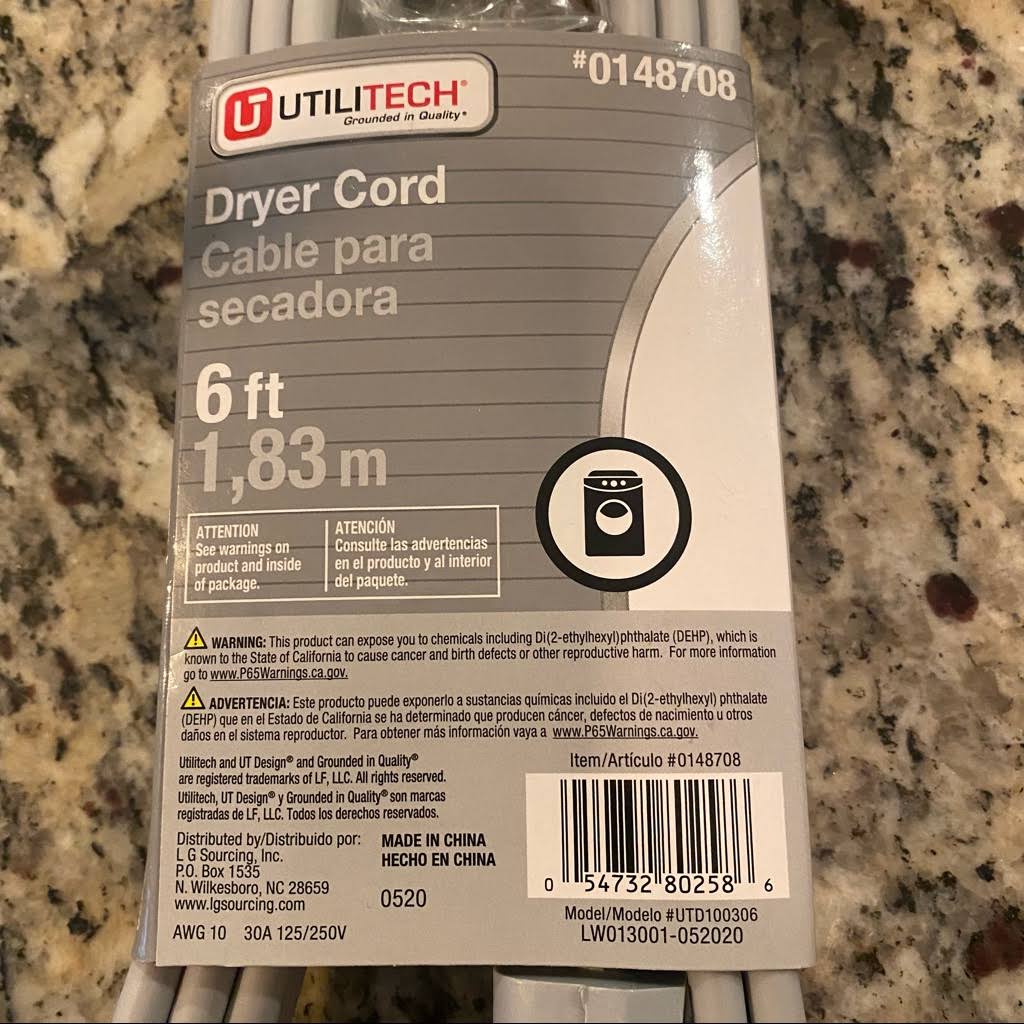 #0148708
UT UTILITECH®
Grounded in Quality®
Dryer Cord
Cable para
secadora
6 ft
1,83 m
ATTENTION
See warnings on
product and inside
of package.
ATENCIÓN
Consulte las advertencias
en el producto y al interior
del paquete.
WARNING: This product can expose you to chemicals including Di(2-ethylhexyl)phthalate (DEHP), which is
known to the State of California to cause cancer and birth defects or other reproductive harm. For more information
go to www.P65Warnings.ca.gov.
ADVERTENCIA: Este producto puede exponerlo a sustancias químicas incluido el Di(2-ethylhexyl) phthalate
(DEHP) que en el Estado de California se ha determinado que producen cáncer, defectos de nacimiento u otros
daños en el sistema reproductor. Para obtener más información vaya a www.P65Warnings.ca.gov.
Utilitech and UT Design® and Grounded in Quality®
are registered trademarks of LF, LLC. All rights reserved.
Utilitech, UT Design® y Grounded in Quality® son marcas
registradas de LF, LLC. Todos los derechos reservados.
Distributed by/Distribuido por:
L G Sourcing, Inc.
P.O. Box 1535
N. Wilkesboro, NC 28659
www.lgsourcing.com
MADE IN CHINA
HECHO EN CHINA
0520
AWG 10 30A 125/250V
Item/Artículo #0148708
0 54732 80258 6
Model/Modelo #UTD100306
LW013001-052020